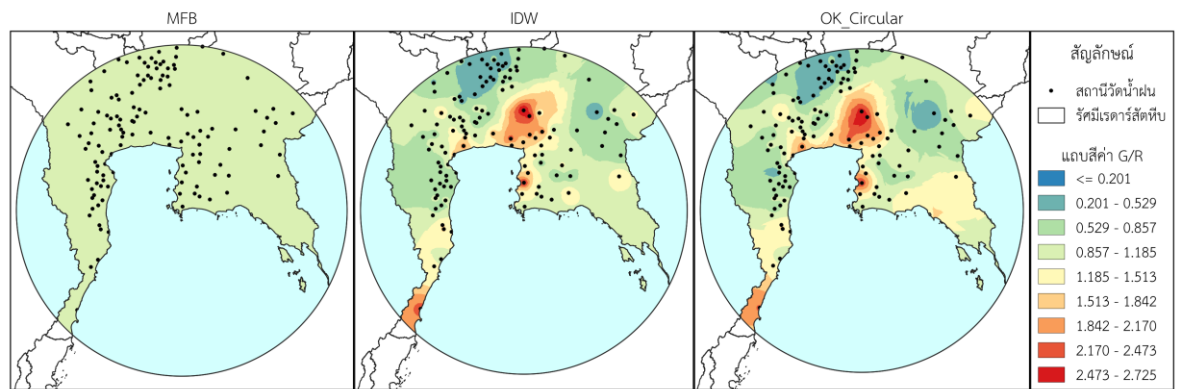 MFB
IDW
OK_Circular
สัญลักษณ์
สถานีวัดน้ำฝน
รัศมีเรดาร์สัตหีบ
แถบสีค่า G/R
<= 0.201
0.201 - 0.529
0.529 - 0.857
0.857 - 1.185
1.185 - 1.513
1.513 - 1.842
1.842 - 2.170
2.170 - 2.473
2.473 - 2.725